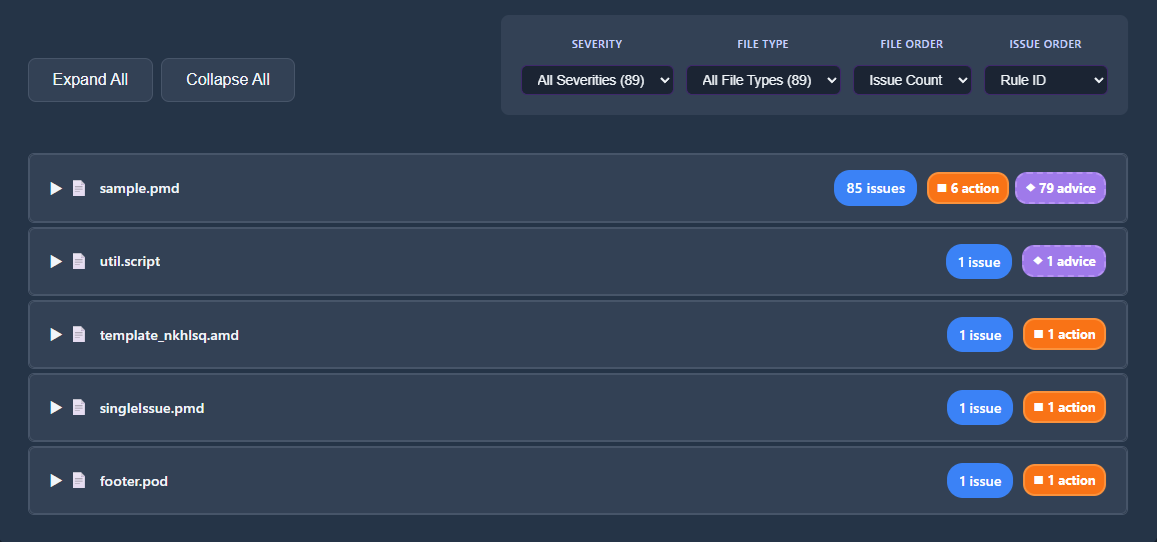 SEVERITY FILE TYPE FILE ORDER ISSUE ORDER
Expand All Collapse All All Severities (89) All File Types (89) Issue Count Rule ID
sample.pmd 85 issues 6 action 79 advice
util.script 1 issue 1 advice
template_nkhlsq.amd 1 issue 1 action
singleIssue.pmd 1 issue 1 action
footer.pod 1 issue 1 action